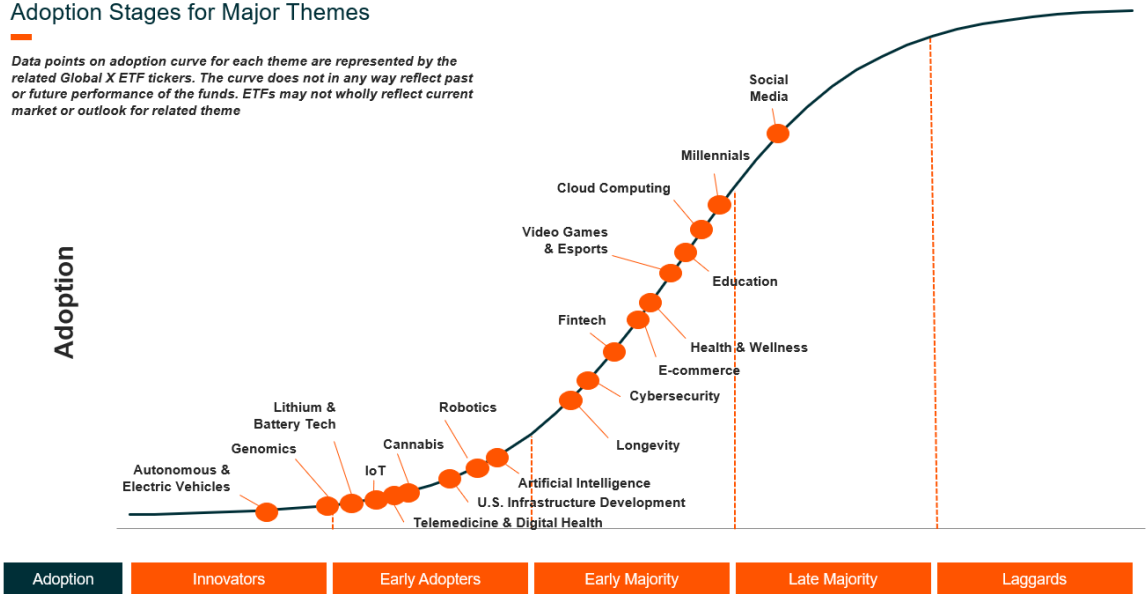 Adoption Stages for Major Themes
Data points on adoption curve for each theme are represented by the
related Global X ETF tickers. The curve does not in any way reflect past
or future performance of the funds. ETFs may not wholly reflect current
market or outlook for related theme
Social
Media
Millennials
Cloud Computing
Video Games
& Esports
Education
Adoption
Fintech
Health & Wellness
E-commerce
Cybersecurity
Lithium &
Battery Tech
Robotics
Genomics
Cannabis
Longevity
IoT
Autonomous &
Electric Vehicles
Artificial Intelligence
U.S. Infrastructure Development
Telemedicine & Digital Health
Adoption
Innovators
Early Adopters
Early Majority
Late Majority
Laggards